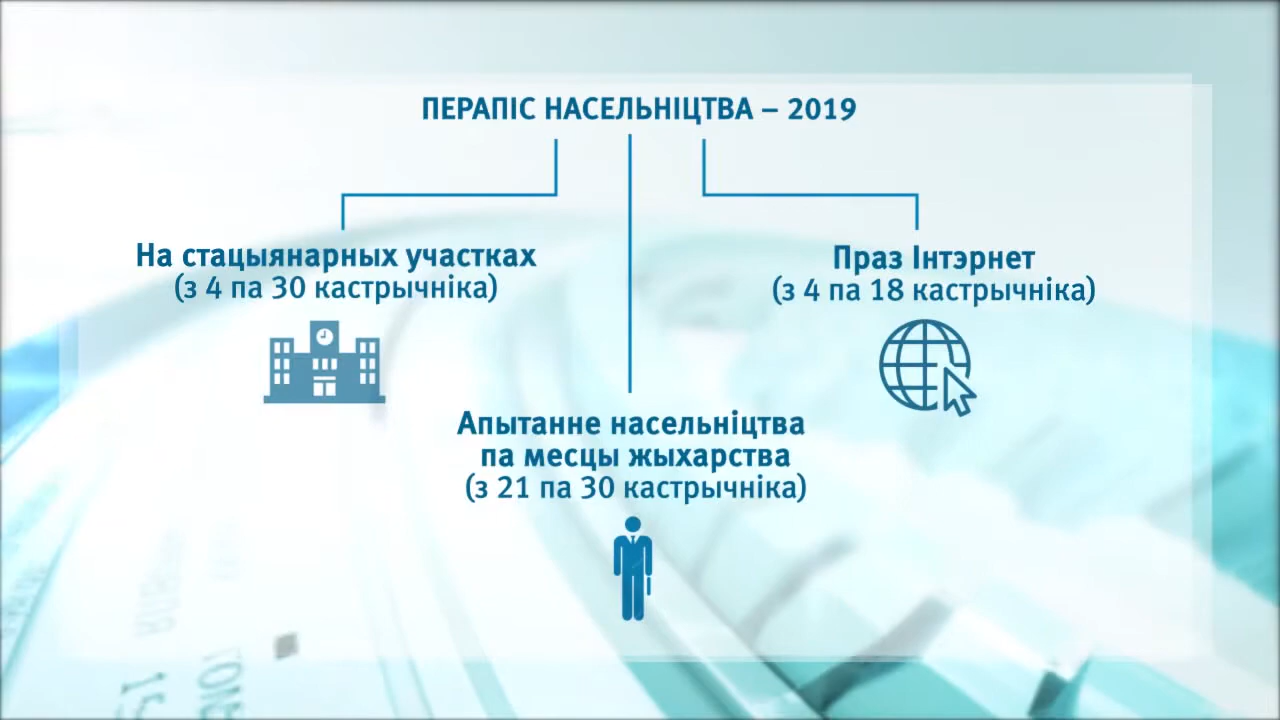 ПЕРАПІС НАСЕЛЬНІЦТВА – 2019
На стацыянарных участках
(з 4 па 30 кастрычніка)
Праз Інтэрнет
(з 4 па 18 кастрычніка)
Апытанне насельніцтва
па месцы жыхарства
(з 21 па 30 кастрычніка)